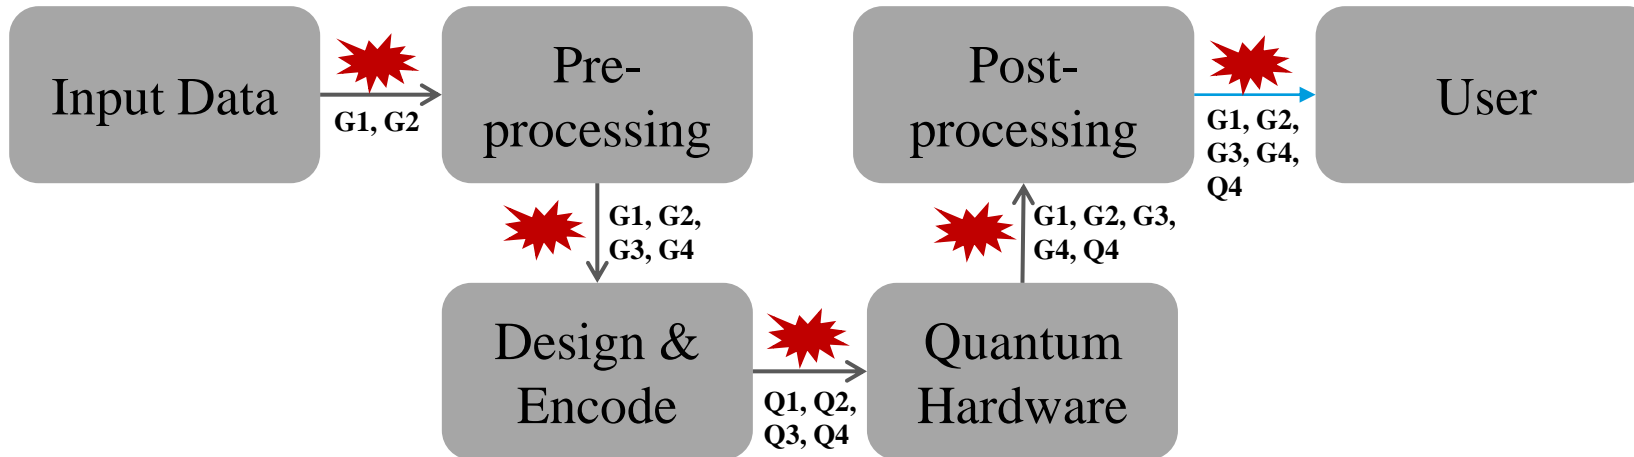 Input Data
G1, G2
Pre-
processing
G1, G2,
G3, G4
Design &
Encode
Q1, Q2,
Q3, Q4
Quantum
Hardware
G1, G2, G3,
G4, Q4
Post-
processing
G1, G2,
G3, G4,
Q4
User